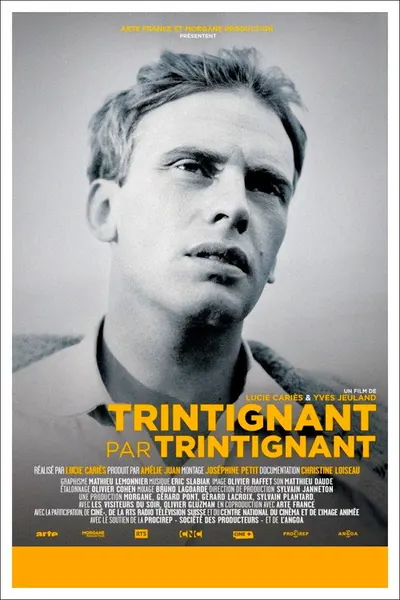 ARTE FRANCE ET MORGANE PRODUCTION
PRÉSENTENT
UN FILM DE
LUCIE CARIÈS & YVES JEULAND
TRINTIGNANT
PAR TRINTIGNANT
RÉALISÉ PAR LUCIE CARIÈS PRODUIT PAR AMÉLIE JUAN MONTAGE JOSÉPHINE PETIT DOCUMENTATION CHRISTINE LOISEAU
GRAPHISME MATHIEU LEMONNIER MUSIQUE ERIC SLABIAK IMAGE OLIVIER RAFFET SON MATTHIEU DAUDE
ÉTALONNAGE OLIVIER COHEN MIXAGE BRUNO LAGOARDE DIRECTION DE PRODUCTION SYLVAIN JANNETON
UNE PRODUCTION MORGANE, GÉRARD PONT, GÉRARD LACROIX, SYLVAIN PLANTARD,
AVEC LES VISITEURS DU SOIR, OLIVIER GLUZMAN EN COPRODUCTION AVEC ARTE FRANCE
AVEC LA PARTICIPATION DE CINÉ+, DE LA RTS RADIO TÉLÉVISION SUISSE ET DU CENTRE NATIONAL DU CINÉMA ET DE L'IMAGE ANIMÉE
AVEC LE SOUTIEN DE LA PROCIREP - SOCIÉTÉ DES PRODUCTEURS - ET DE L'ANGOA
arte MORGANE RTS CNC CINE+ PROCIREP ANGOA